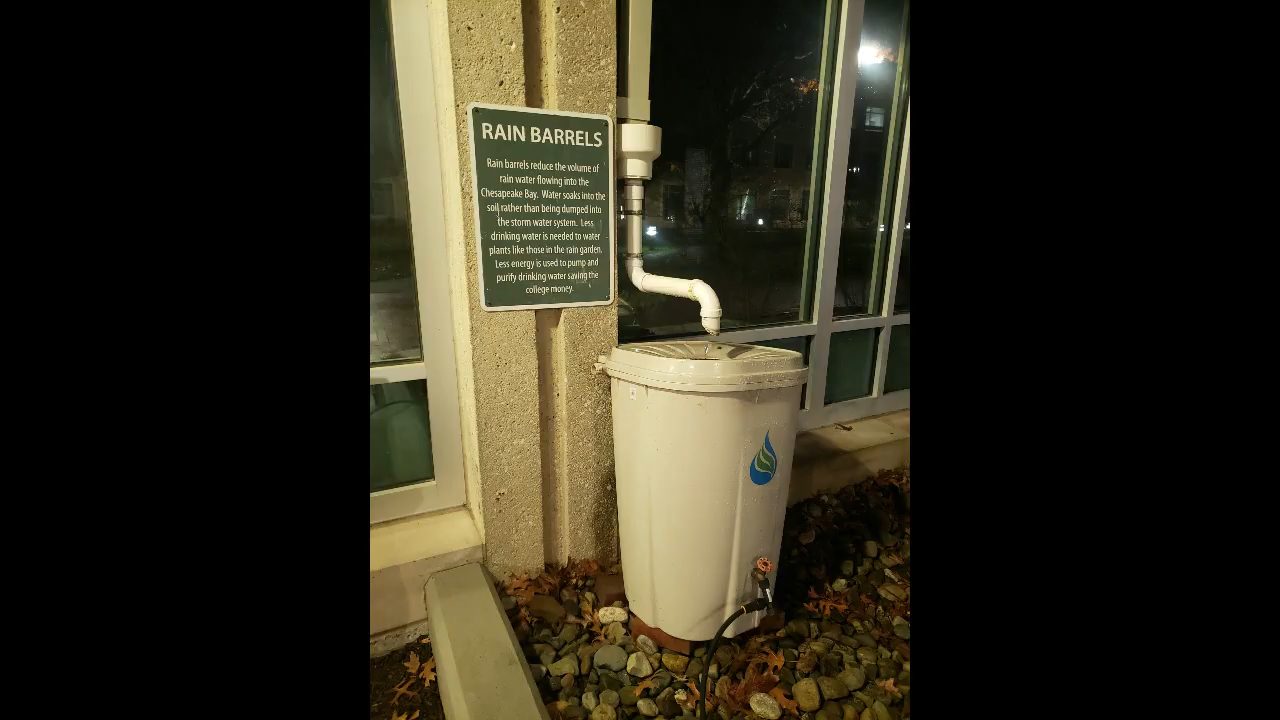 RAIN BARRELS
Rain barrels reduce the volume of
rain water flowing into the
Chesapeake Bay. Water soaks into the
soil rather than being dumped into
the storm water system. Less
drinking water is needed to water
plants like those in the rain garden.
Less energy is used to pump and
purify drinking water saving the
college money.